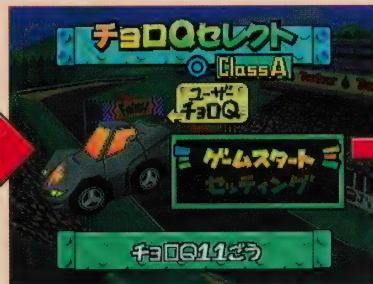 チョロQセレクト
ClassA
ユーザー
チョロQ
ゲームスタート
セッティング
チョロQ11ごう